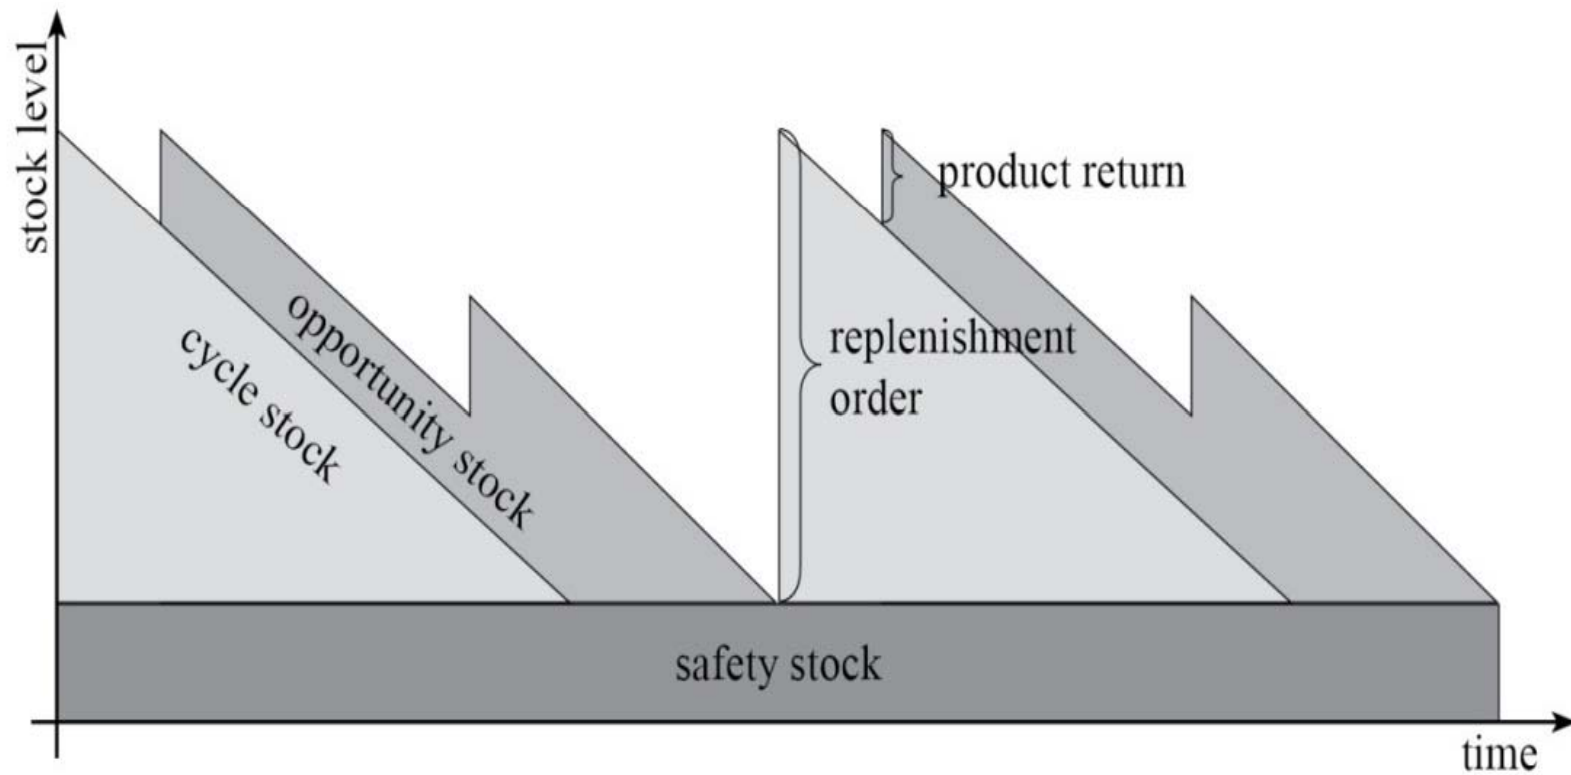 stock level
product return
opportunity stock
cycle stock
replenishment
order
safety stock
time